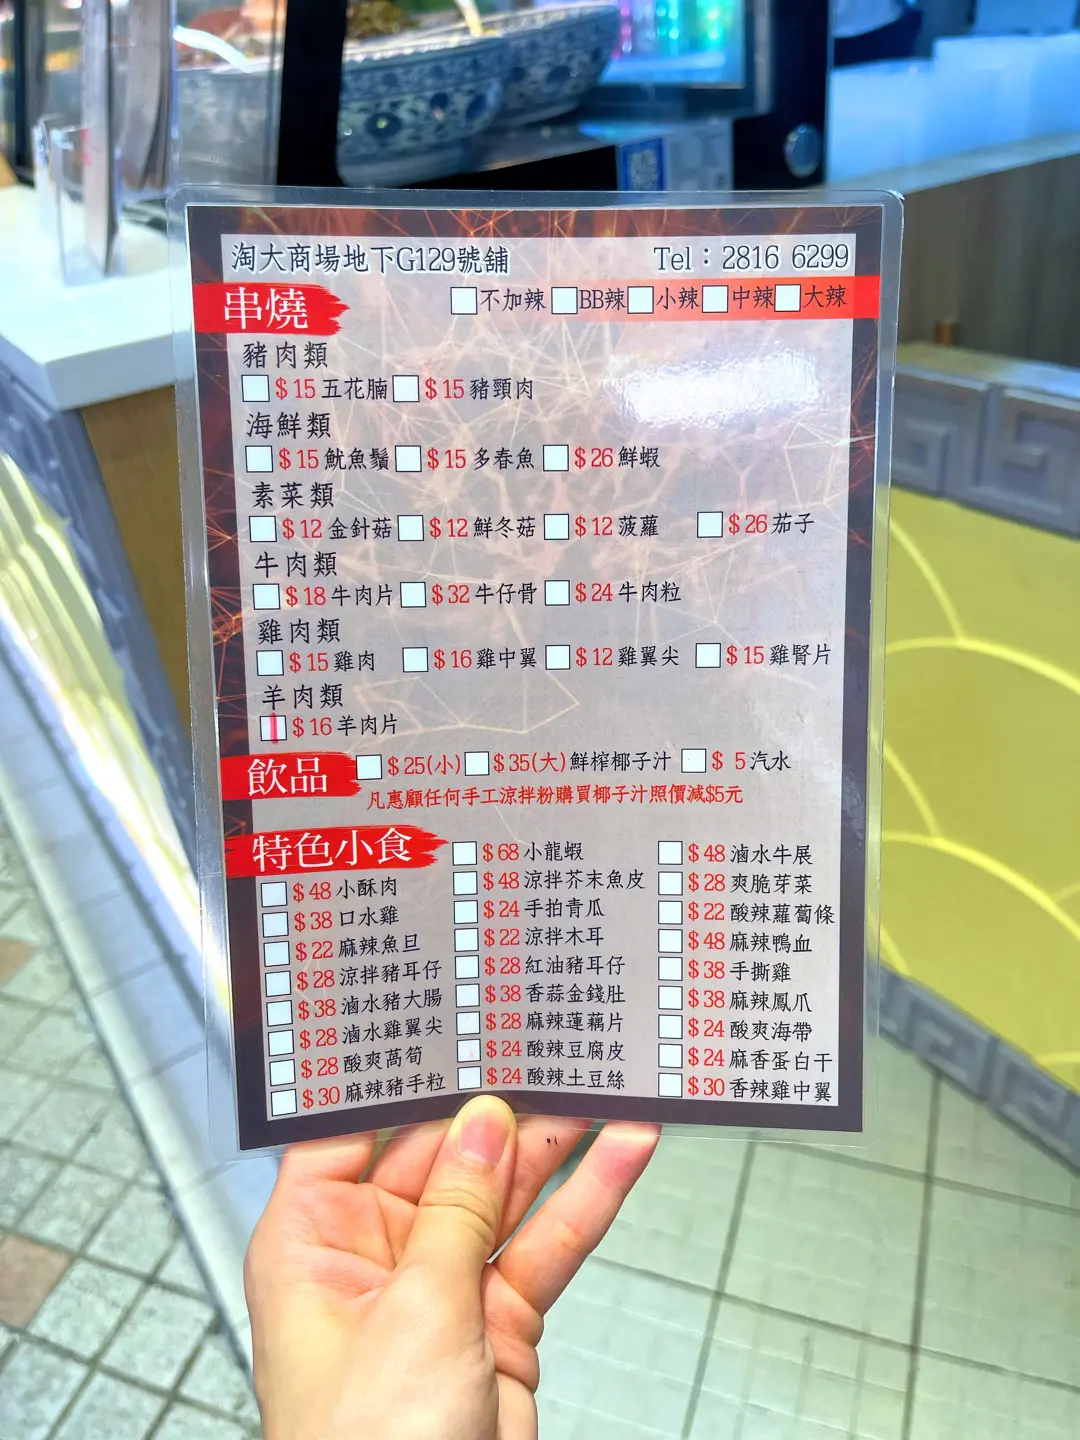 淘大商場地下G129號舖 Tel：2816 6299
串燒 不加辣 BB辣 小辣 中辣 大辣
豬肉類
$15 五花腩 $15 豬頸肉
海鮮類
$15 魷魚鬚 $15 多春魚 $26 鮮蝦
素菜類
$12 金針菇 $12 鮮冬菇 $12 菠蘿 $26 茄子
牛肉類
$18 牛肉片 $32 牛仔骨 $24 牛肉粒
雞肉類
$15 雞肉 $16 雞中翼 $12 雞翼尖 $15 雞腎片
羊肉類
$16 羊肉片
飲品 $25(小) $35(大) 鮮榨椰子汁 $ 5 汽水
凡惠顧任何手工涼拌粉購買椰子汁照價減$5元
特色小食
$48 小酥肉
$38 口水雞
$22 麻辣魚旦
$28 涼拌豬耳仔
$38 滷水豬大腸
$28 滷水雞翼尖
$28 酸爽萵筍
$30 麻辣豬手粒
$68 小龍蝦
$48 涼拌芥末魚皮
$24 手拍青瓜
$22 涼拌木耳
$28 紅油豬耳仔
$38 香蒜金錢肚
$28 麻辣蓮藕片
$24 酸辣豆腐皮
$24 酸辣土豆絲
$48 滷水牛展
$28 爽脆芽菜
$22 酸辣蘿蔔條
$48 麻辣鴨血
$38 手撕雞
$38 麻辣鳳爪
$24 酸爽海帶
$24 麻香蛋白干
$30 香辣雞中翼